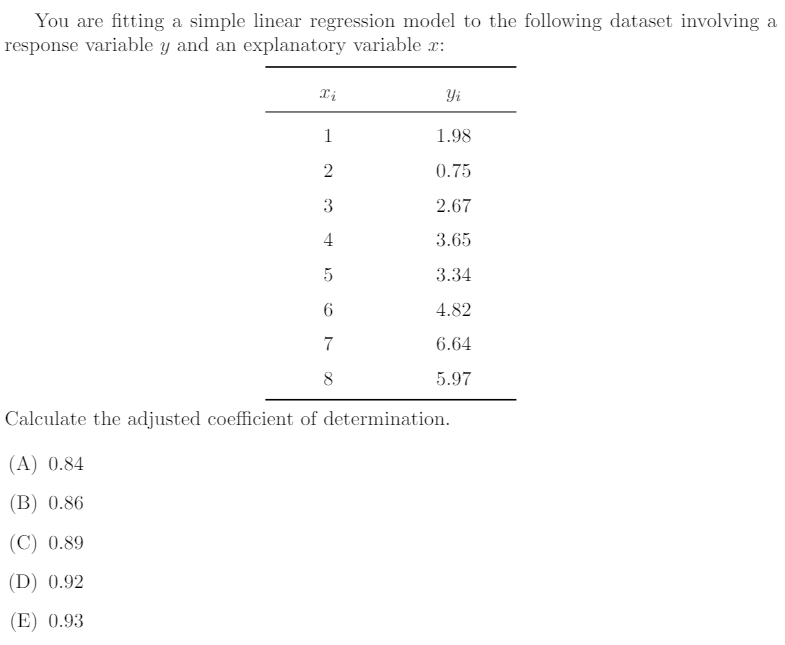 You are fitting a simple linear regression model to the following dataset involving a
response variable y and an explanatory variable x:
xᵢ yᵢ
1 1.98
2 0.75
3 2.67
4 3.65
5 3.34
6 4.82
7 6.64
8 5.97
Calculate the adjusted coefficient of determination.
(A) 0.84
(B) 0.86
(C) 0.89
(D) 0.92
(E) 0.93